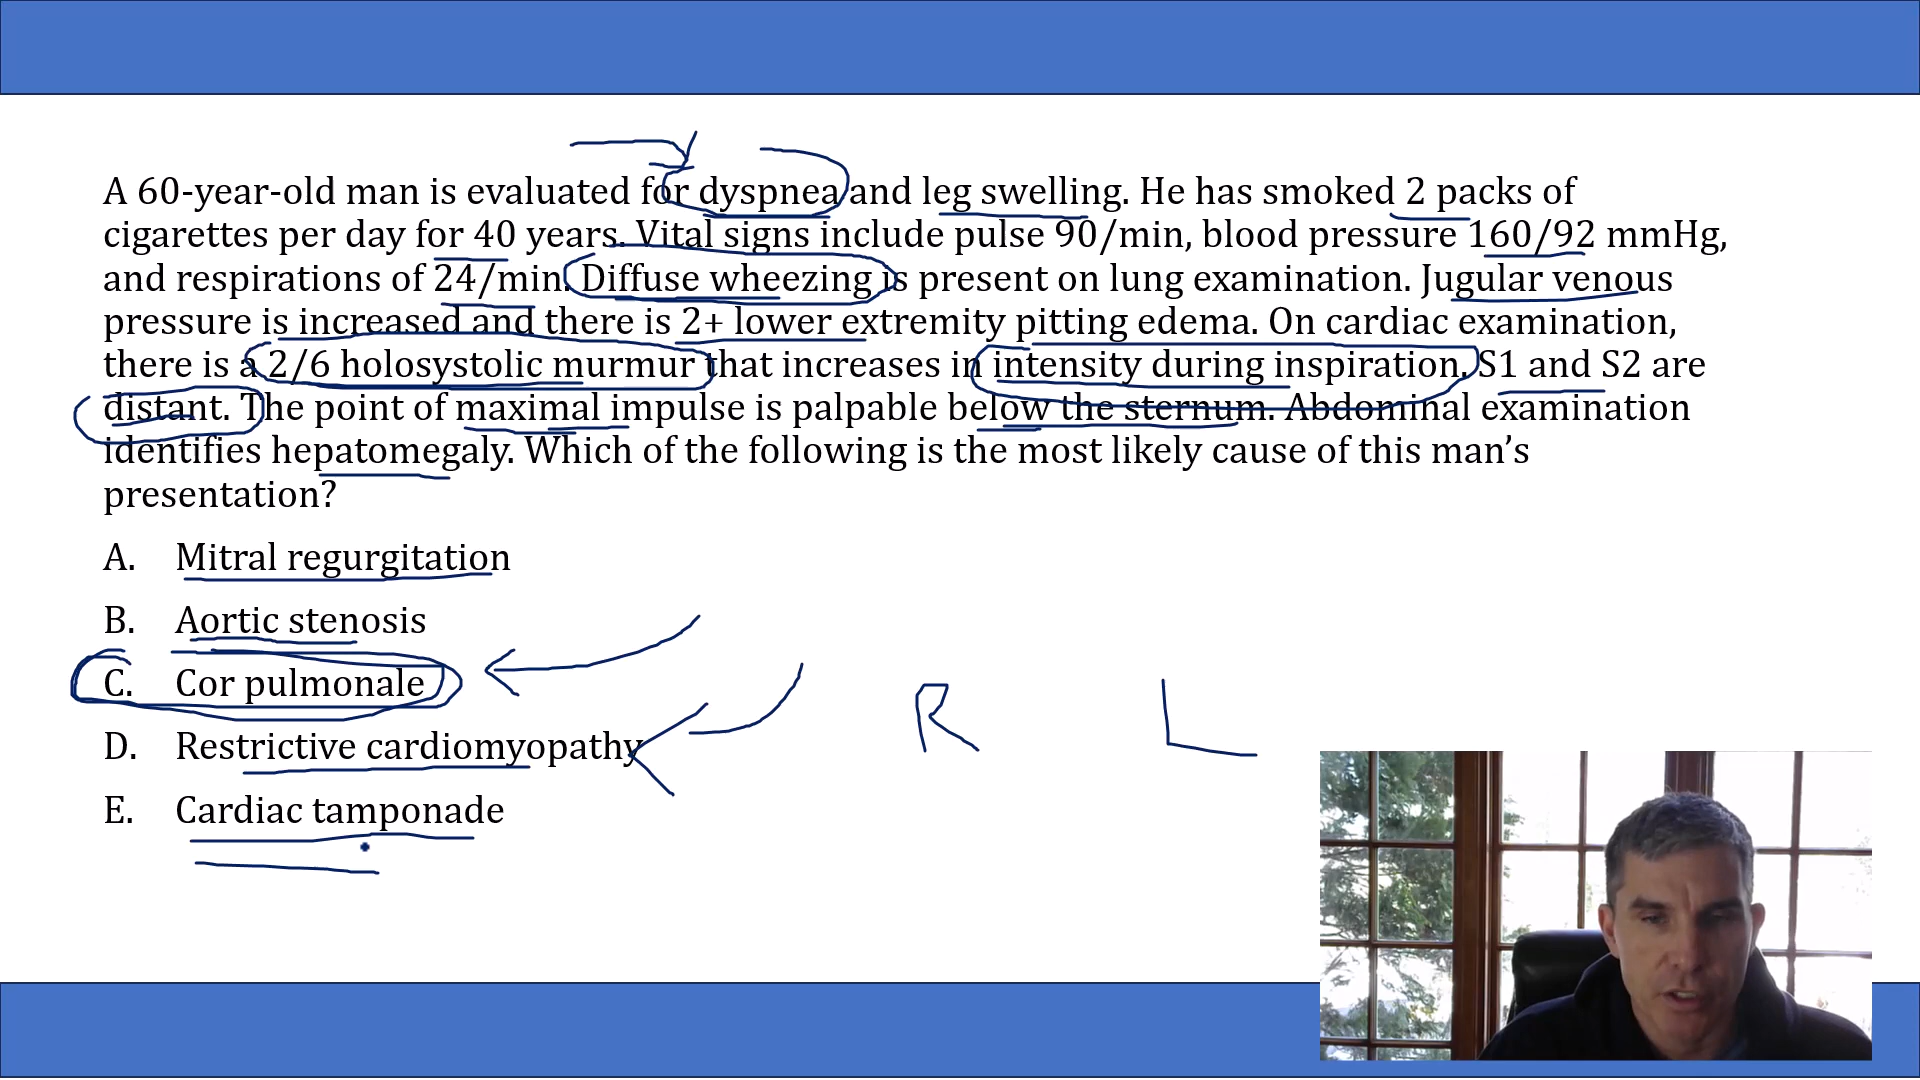 A 60-year-old man is evaluated for dyspnea and leg swelling. He has smoked 2 packs of
cigarettes per day for 40 years. Vital signs include pulse 90/min, blood pressure 160/92 mmHg,
and respirations of 24/min. Diffuse wheezing is present on lung examination. Jugular venous
pressure is increased and there is 2+ lower extremity pitting edema. On cardiac examination,
there is a 2/6 holosystolic murmur that increases in intensity during inspiration. S1 and S2 are
distant. The point of maximal impulse is palpable below the sternum. Abdominal examination
identifies hepatomegaly. Which of the following is the most likely cause of this man’s
presentation?
A. Mitral regurgitation
B. Aortic stenosis
C. Cor pulmonale
D. Restrictive cardiomyopathy
E. Cardiac tamponade
R L